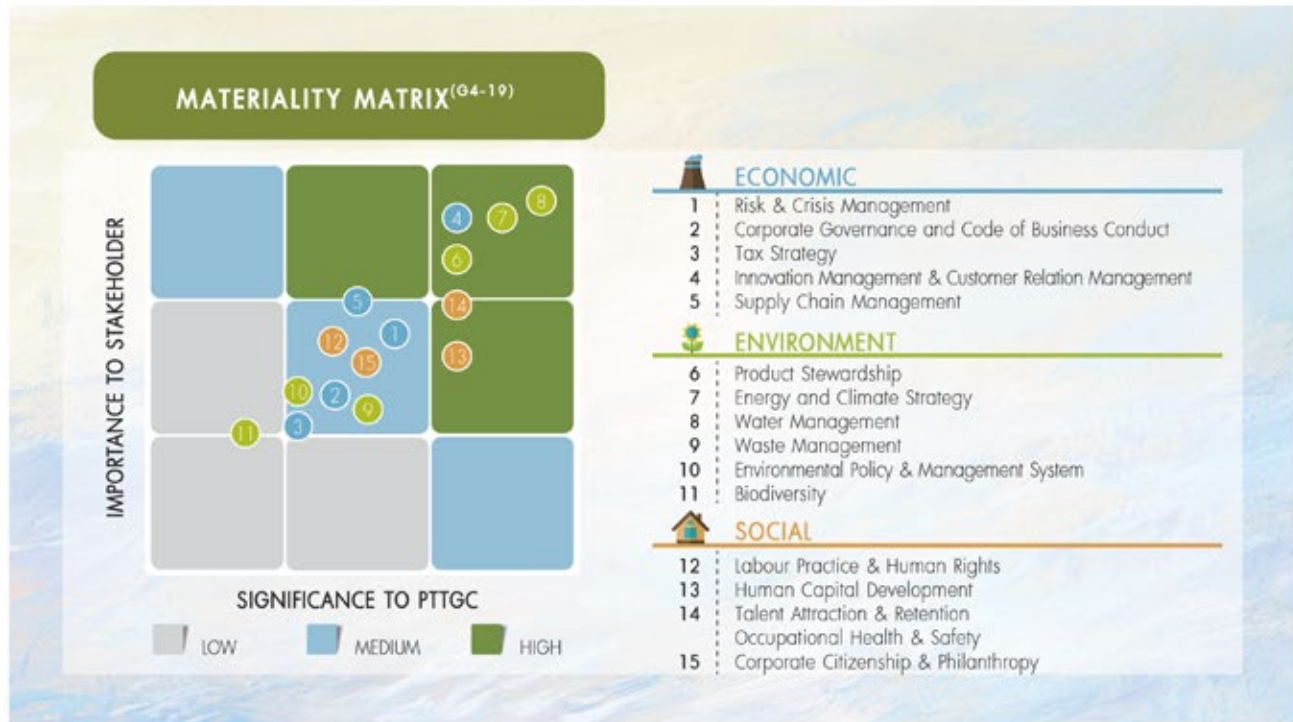 MATERIALITY MATRIX(G4-19)
IMPORTANCE TO STAKEHOLDER
8
4
7
6
5
14
1
12
13
15
10
2
9
3
11
SIGNIFICANCE TO PTTGC
LOW
MEDIUM
HIGH
ECONOMIC
1 Risk & Crisis Management
2 Corporate Governance and Code of Business Conduct
3 Tax Strategy
4 Innovation Management & Customer Relation Management
5 Supply Chain Management
ENVIRONMENT
6 Product Stewardship
7 Energy and Climate Strategy
8 Water Management
9 Waste Management
10 Environmental Policy & Management System
11 Biodiversity
SOCIAL
12 Labour Practice & Human Rights
13 Human Capital Development
14 Talent Attraction & Retention
Occupational Health & Safety
15 Corporate Citizenship & Philanthropy